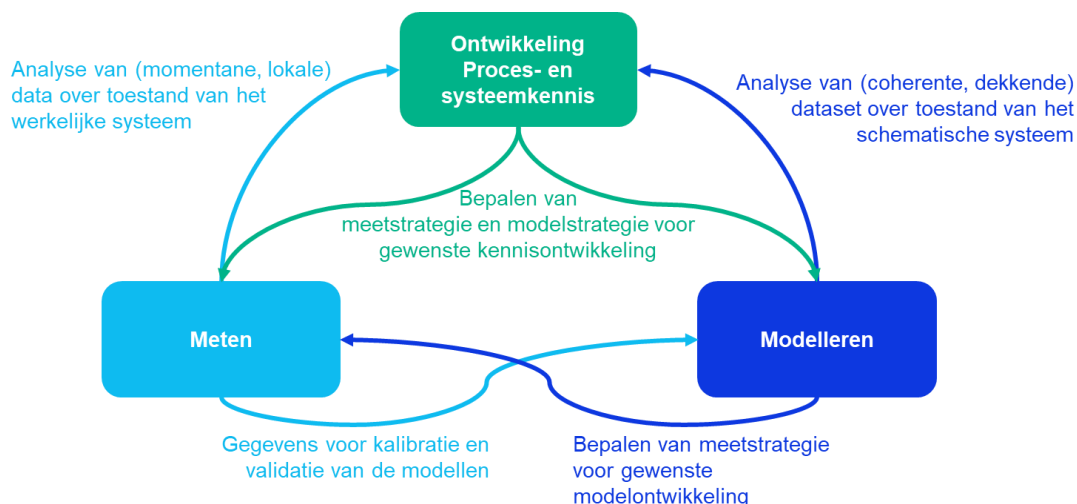 Ontwikkeling
Proces- en
systeemkennis
Analyse van (momentane, lokale)
data over toestand van het
werkelijke systeem
Analyse van (coherente, dekkende)
dataset over toestand van het
schematische systeem
Bepalen van
meetstrategie en modelstrategie voor
gewenste kennisontwikkeling
Meten
Modelleren
Gegevens voor kalibratie en
validatie van de modellen
Bepalen van meetstrategie
voor gewenste
modelontwikkeling